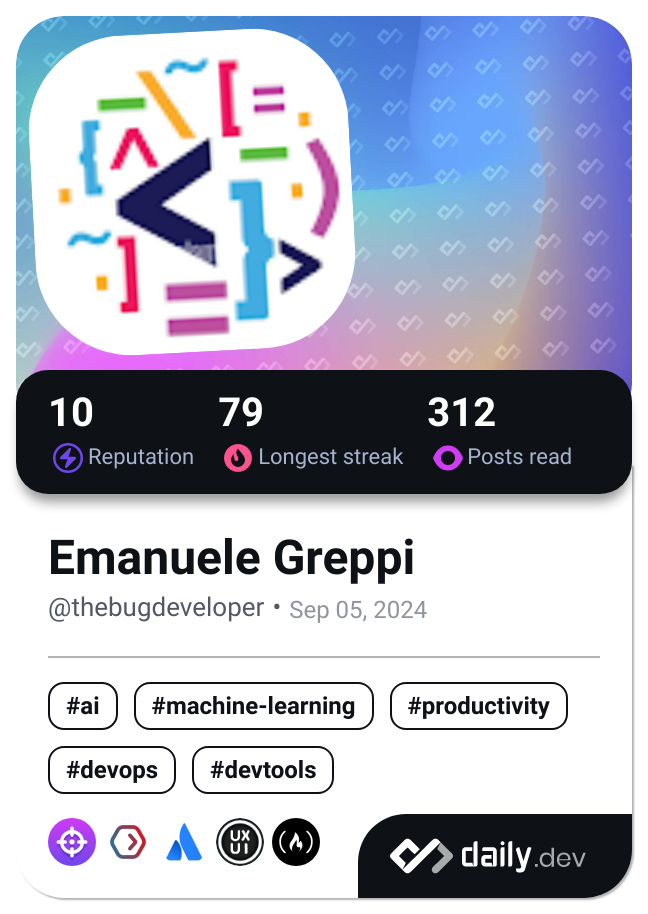 10 79 312
Reputation Longest streak Posts read
Emanuele Greppi
@thebugdeveloper • Sep 05, 2024
#ai #machine-learning #productivity
#devops #devtools
UX
UI
daily.dev